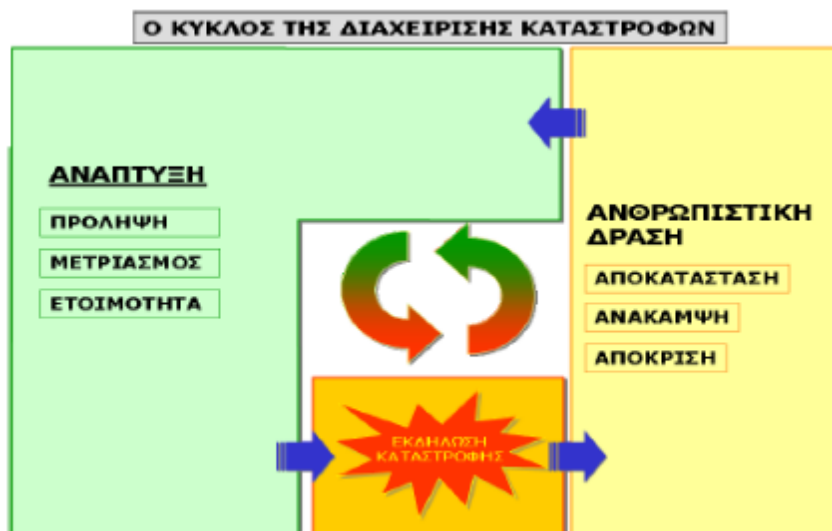 Ο ΚΥΚΛΟΣ ΤΗΣ ΔΙΑΧΕΙΡΙΣΗΣ ΚΑΤΑΣΤΡΟΦΩΝ
ΑΝΑΠΤΥΞΗ
ΠΡΟΛΗΨΗ
ΜΕΤΡΙΑΣΜΟΣ
ΕΤΟΙΜΟΤΗΤΑ
ΑΝΘΡΩΠΙΣΤΙΚΗ
ΔΡΑΣΗ
ΑΠΟΚΑΤΑΣΤΑΣΗ
ΑΝΑΚΑΜΨΗ
ΑΠΟΚΡΙΣΗ
ΕΚΔΗΛΩΣΗ
ΚΑΤΑΣΤΡΟΦΗΣ